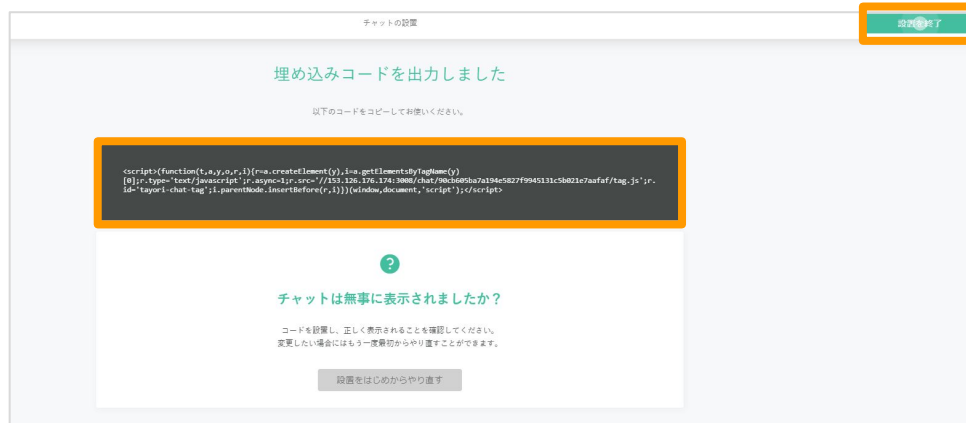 チャットの設置
設置を終了
埋め込みコードを出力しました
以下のコードをコピーしてお使いください。
<script>(function(t,a,y,o,r,i){r=a.createElement(y),i=a.getElementsByTagName(y)
[0];r.type='text/javascript';r.async=1;r.src='//153.126.176.174:3008/chat/90cb605ba7a194e5827f9945131c5b021e7aafaf/tag.js';r.
id='tayori-chat-tag';i.parentNode.insertBefore(r,i)})(window,document,'script');</script>
?
チャットは無事に表示されましたか？
コードを設置し、正しく表示されることを確認してください。
変更したい場合にはもう一度最初からやり直すことができます。
設置をはじめからやり直す